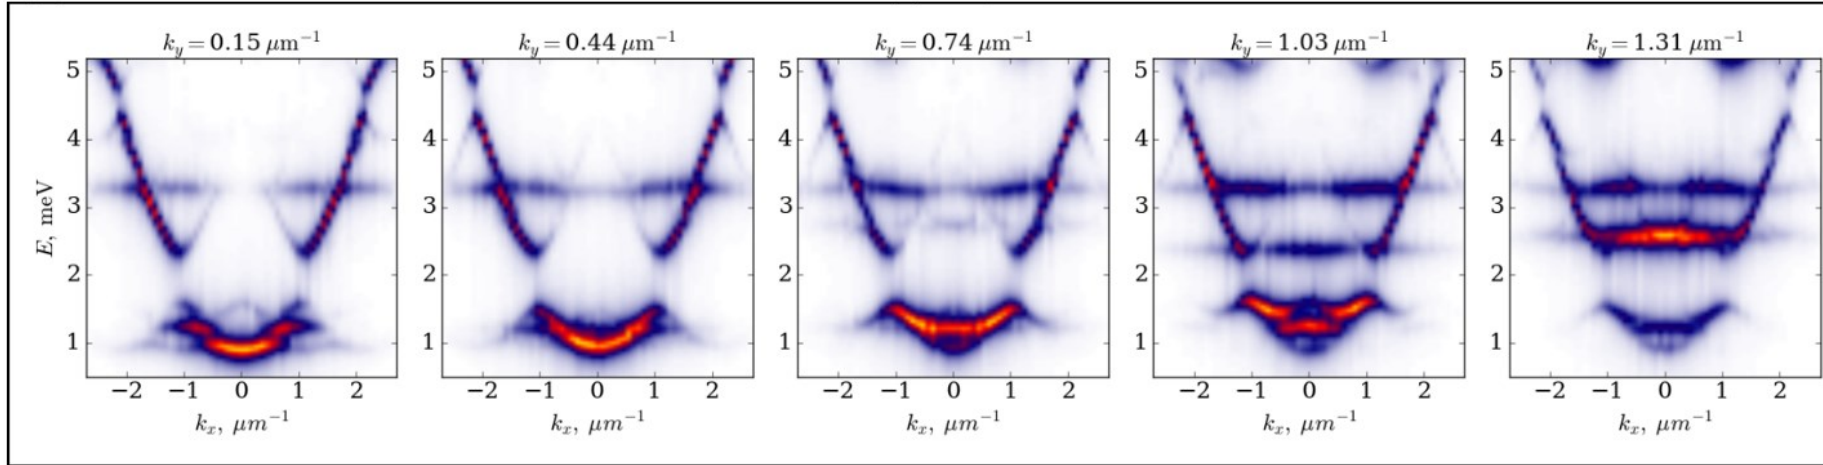 k_y = 0.15 μm⁻¹
k_y = 0.44 μm⁻¹
k_y = 0.74 μm⁻¹
k_y = 1.03 μm⁻¹
k_y = 1.31 μm⁻¹
5 5 5 5 5
4 4 4 4 4
E, meV
3 3 3 3 3
2 2 2 2 2
1 1 1 1 1
−2 −1 0 1 2
−2 −1 0 1 2
−2 −1 0 1 2
−2 −1 0 1 2
−2 −1 0 1 2
k_x, μm⁻¹
k_x, μm⁻¹
k_x, μm⁻¹
k_x, μm⁻¹
k_x, μm⁻¹